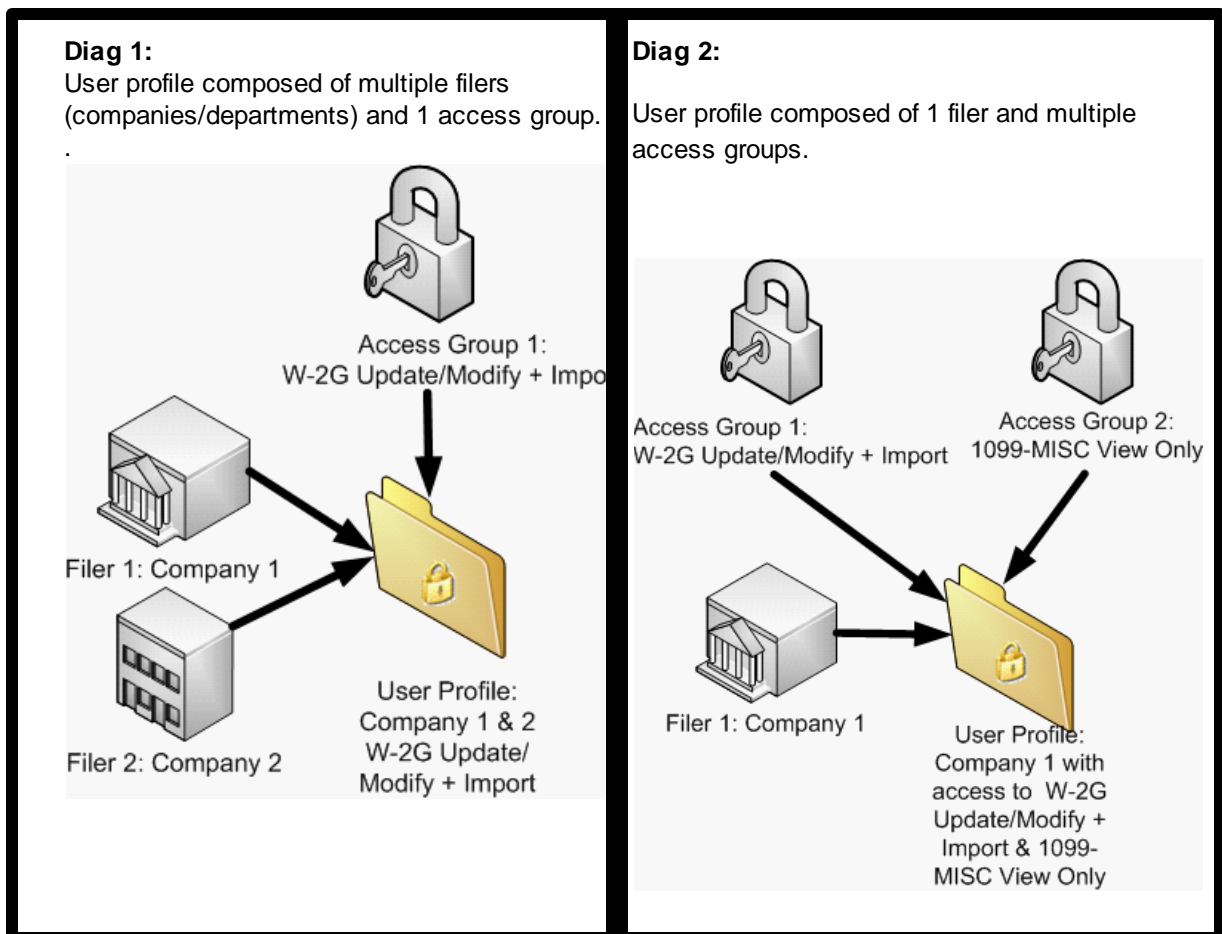 Diag 1:
User profile composed of multiple filers
(companies/departments) and 1 access group.
.
Access Group 1:
W-2G Update/Modify + Impo
Filer 1: Company 1
Filer 2: Company 2
User Profile:
Company 1 & 2
W-2G Update/
Modify + Import
Diag 2:
User profile composed of 1 filer and multiple
access groups.
Access Group 1:
W-2G Update/Modify + Import
Access Group 2:
1099-MISC View Only
Filer 1: Company 1
User Profile:
Company 1 with
access to W-2G
Update/Modify +
Import & 1099-
MISC View Only